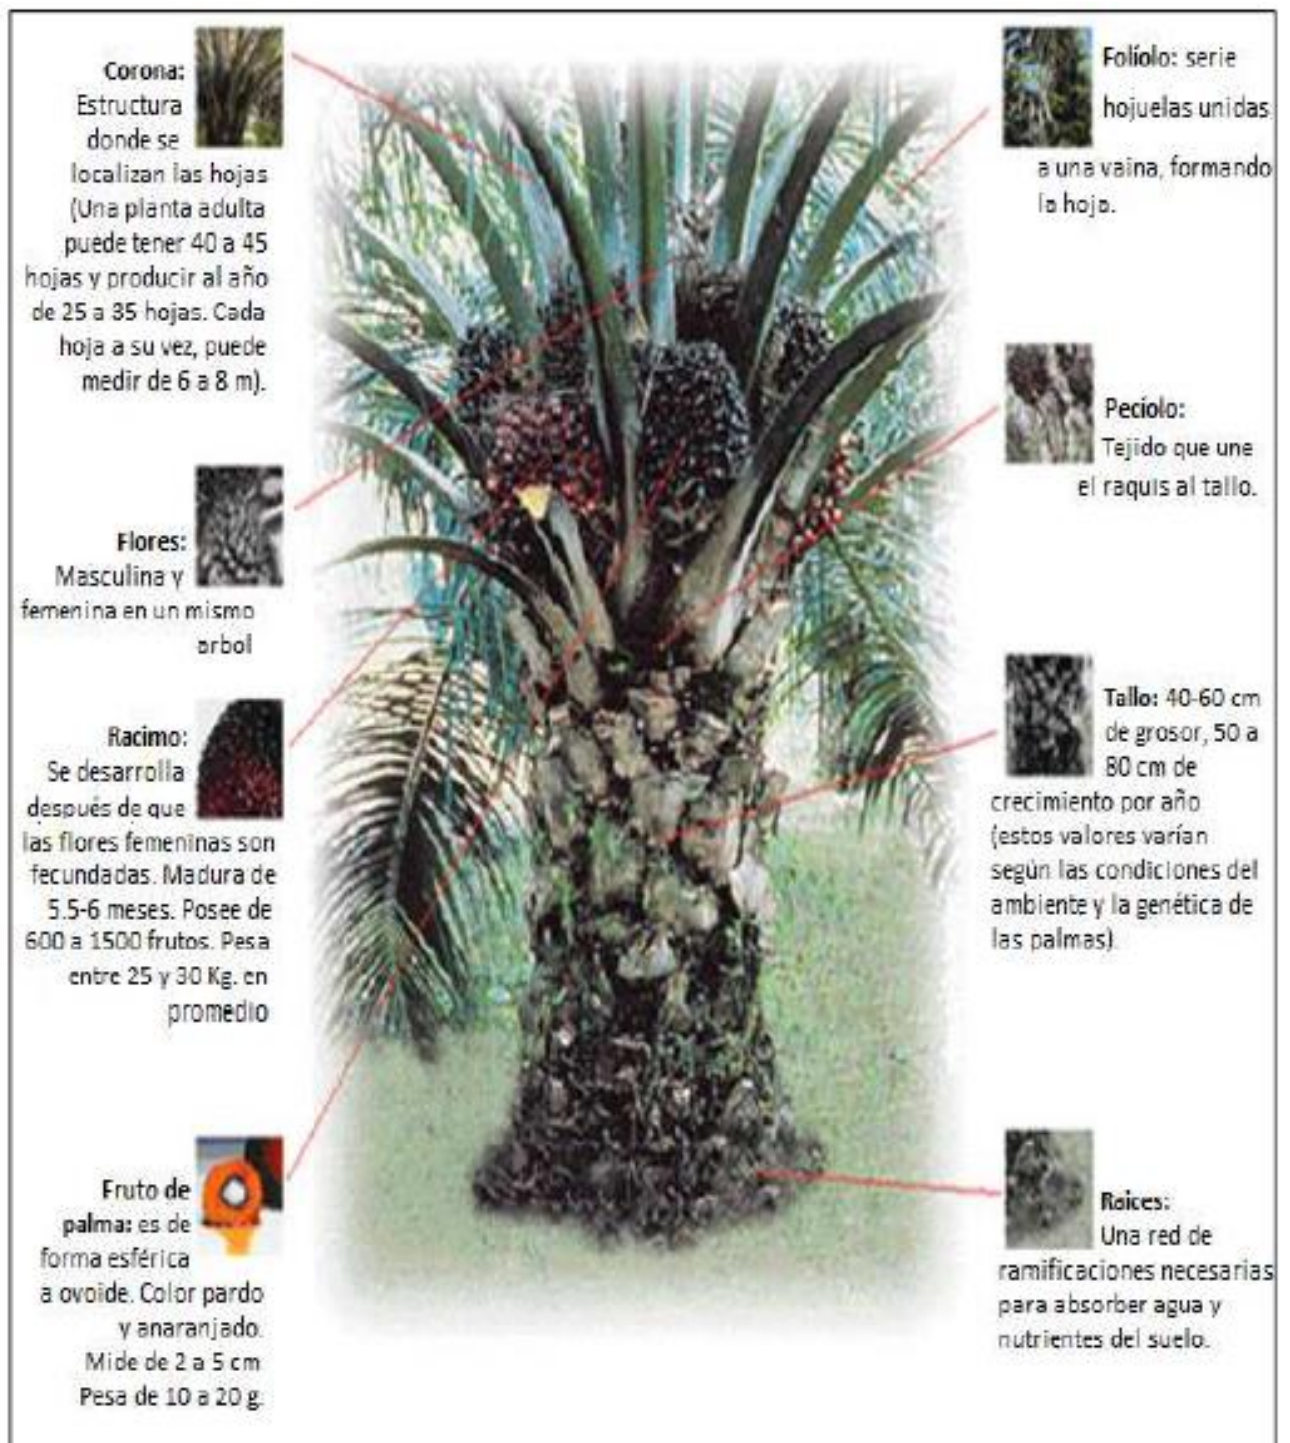 Corona:
Estructura
donde se
localizan las hojas
(Una planta adulta
puede tener 40 a 45
hojas y producir al año
de 25 a 35 hojas. Cada
hoja a su vez, puede
medir de 6 a 8 m).
Flores:
Masculina y
femenina en un mismo
arbol
Racimo:
Se desarrolla
después de que
las flores femeninas son
fecundadas. Madura de
5.5-6 meses. Posee de
600 a 1500 frutos. Pesa
entre 25 y 30 Kg. en
promedio
Fruto de
palma: es de
forma esférica
a ovoide. Color pardo
y anaranjado.
Mide de 2 a 5 cm
Pesa de 10 a 20 g.
Folíolo: serie
hojuelas unidas
a una vaina, formando
la hoja.
Pecíolo:
Tejido que une
el raquis al tallo.
Tallo: 40-60 cm
de grosor, 50 a
80 cm de
crecimiento por año
(estos valores varían
según las condiciones del
ambiente y la genética de
las palmas).
Raices:
Una red de
ramificaciones necesarias
para absorber agua y
nutrientes del suelo.